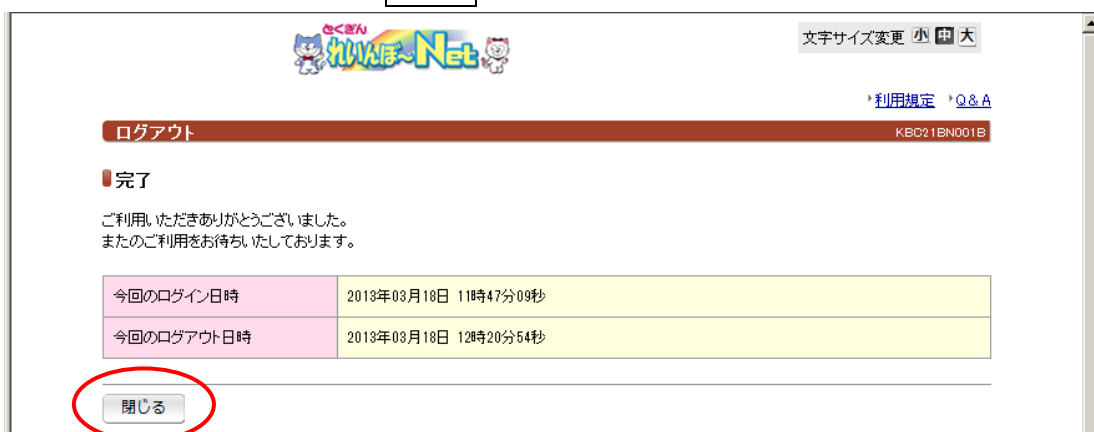 とくぎん
れいんぼ～Net
文字サイズ変更 小 中 大
利用規定 Q&A
ログアウト KBC21BN001B
完了
ご利用いただきありがとうございました。
またのご利用をお待ちいたしております。
今回のログイン日時 2013年03月18日 11時47分09秒
今回のログアウト日時 2013年03月18日 12時20分54秒
閉じる